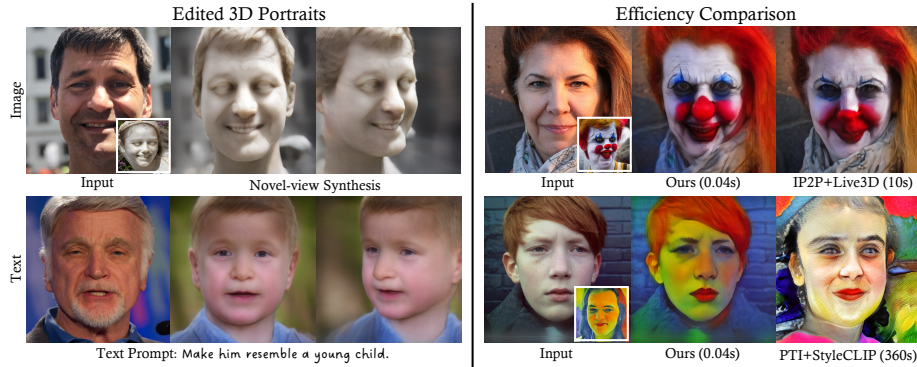 Edited 3D Portraits
Image
Input
Novel-view Synthesis
Text
Text Prompt: Make him resemble a young child.
Efficiency Comparison
Input
Ours (0.04s)
IP2P+Live3D (10s)
Input
Ours (0.04s)
PTI+StyleCLIP (360s)